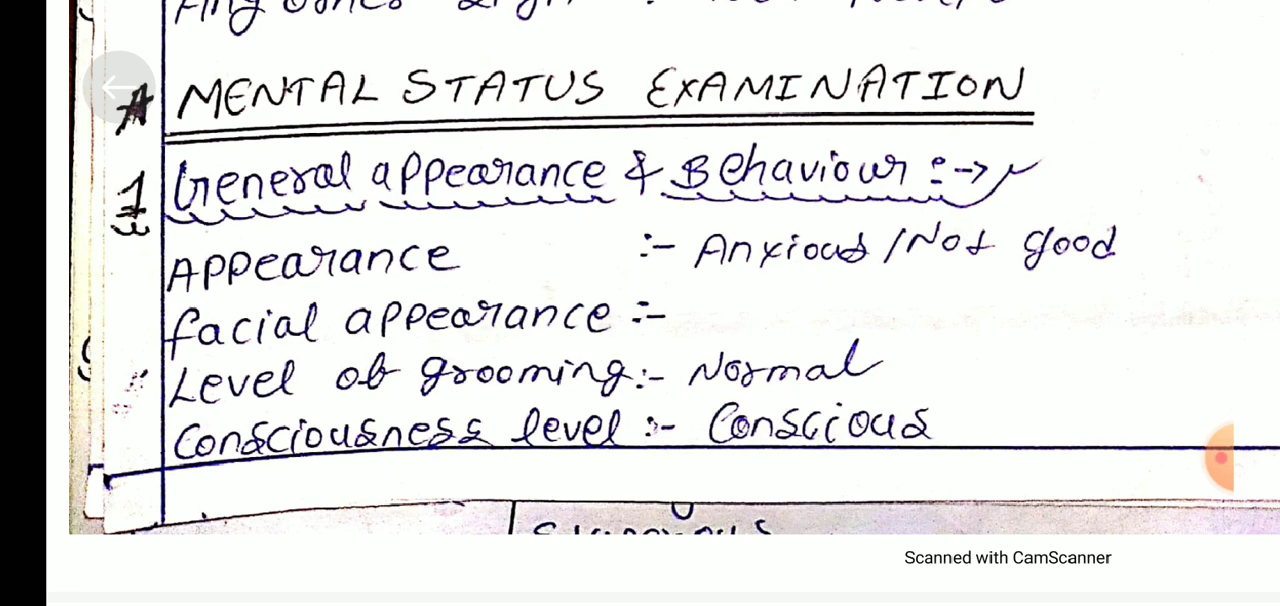 MENTAL STATUS EXAMINATION
1 General appearance & Behaviour :->
Appearance :- Anxious / Not good
facial appearance :-
Level of grooming:- Normal
Consciousness level :- Conscious
Scanned with CamScanner